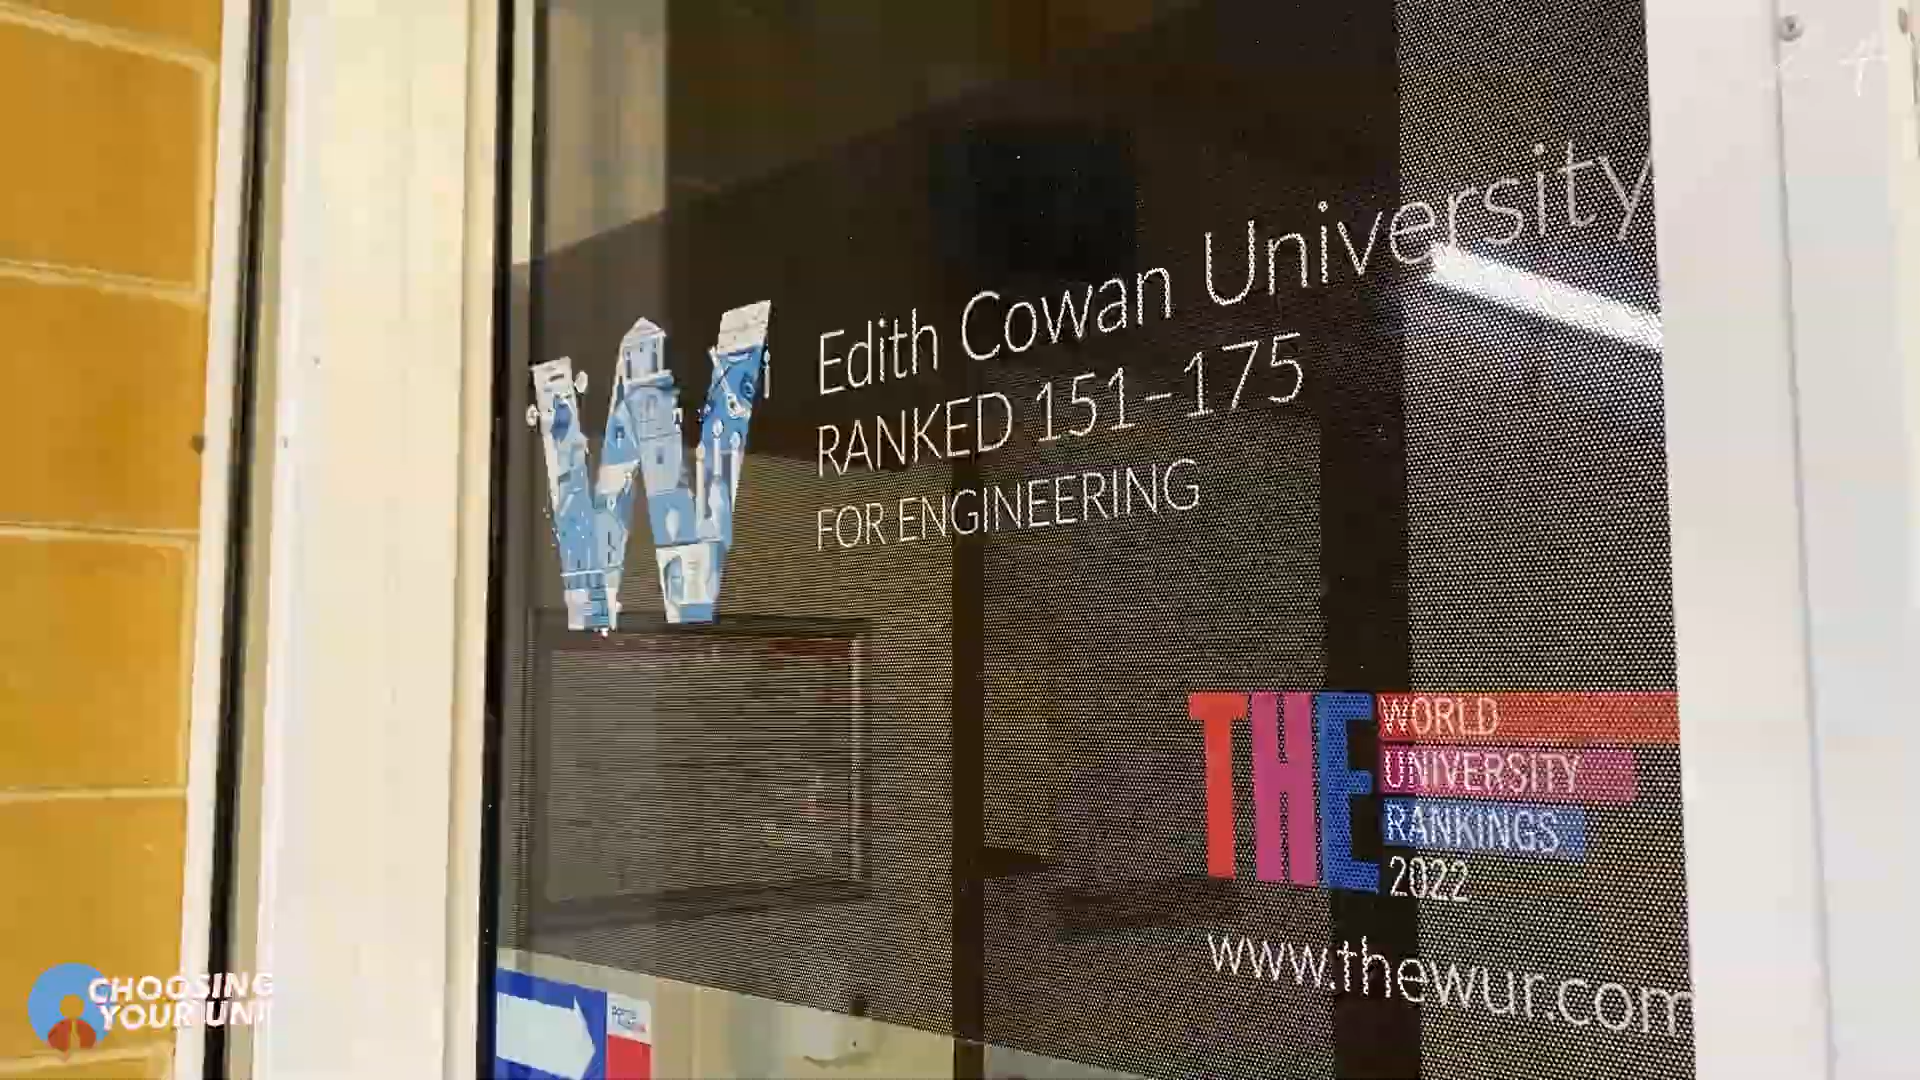 W
Edith Cowan University
RANKED 151–175
FOR ENGINEERING
THE
WORLD
UNIVERSITY
RANKINGS
2022
www.thewur.com
CHOOSING
YOUR UNI